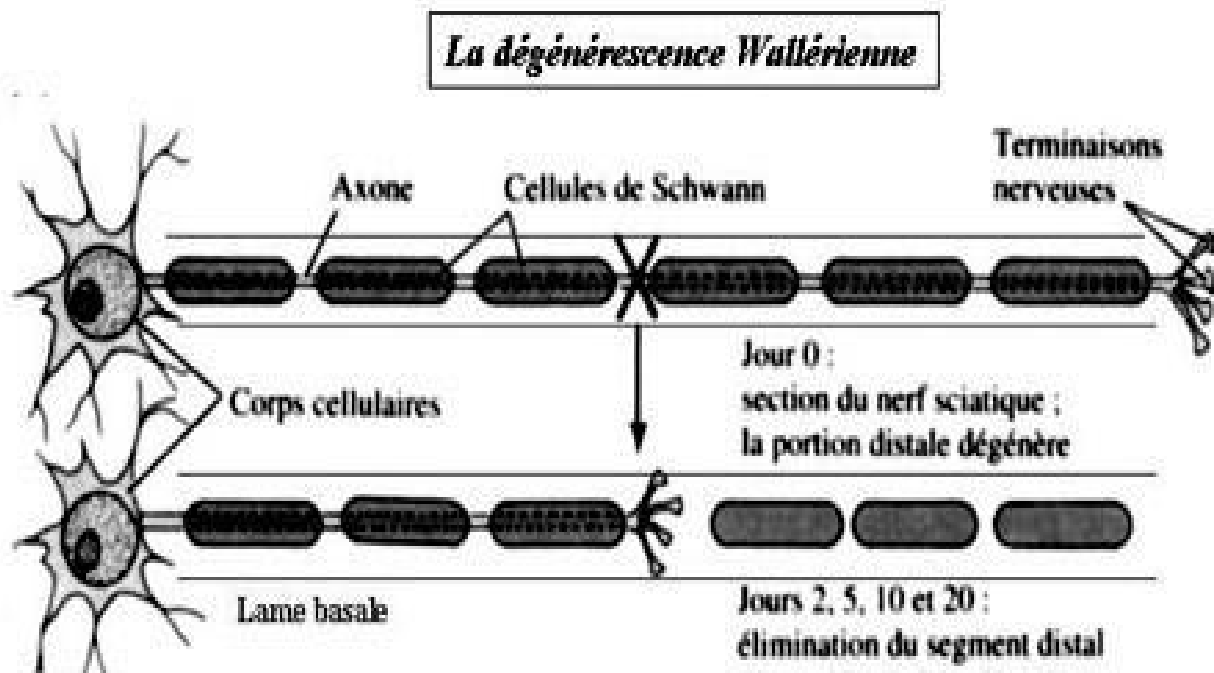 La dégénérescence Wallérienne
Terminaisons
nerveuses
Axone
Cellules de Schwann
Jour 0 :
section du nerf sciatique ;
la portion distale dégénère
Corps cellulaires
Lame basale
Jours 2, 5, 10 et 20 :
élimination du segment distal